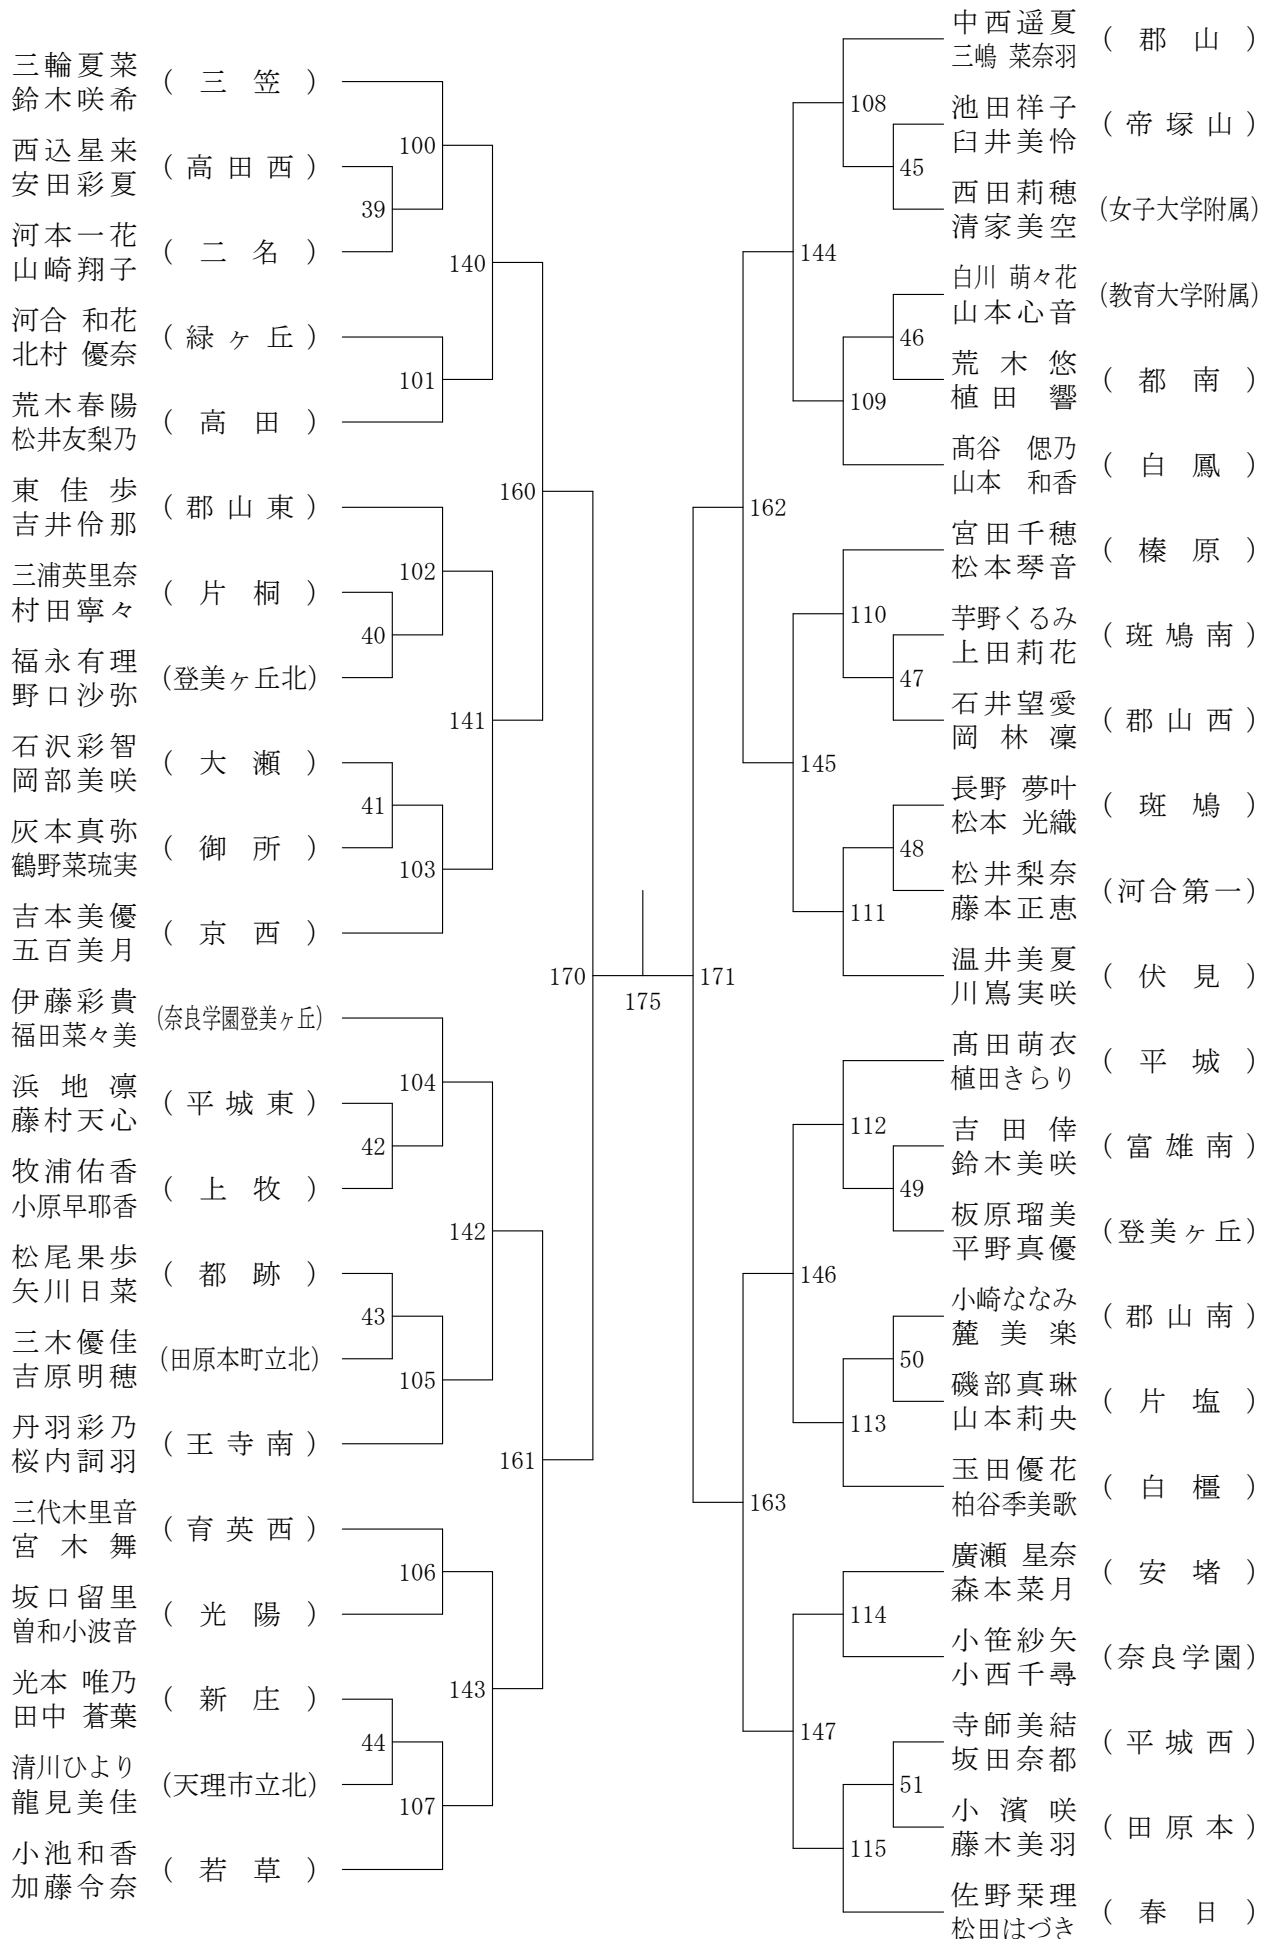 三輪夏菜
鈴木咲希
(三笠)
西込星来
安田彩夏
(高田西)
河本一花
山崎翔子
(二名)
河合 和花
北村 優奈
(緑ヶ丘)
荒木春陽
松井友梨乃
(高田)
東佳歩
吉井伶那
(郡山東)
三浦英里奈
村田寧々
(片桐)
福永有理
野口沙弥
(登美ヶ丘北)
石沢彩智
岡部美咲
(大瀬)
灰本真弥
鶴野菜琉実
(御所)
吉本美優
五百美月
(京西)
伊藤彩貴
福田菜々美
(奈良学園登美ヶ丘)
浜地凛
藤村天心
(平城東)
牧浦佑香
小原早耶香
(上牧)
松尾果歩
矢川日菜
(都跡)
三木優佳
吉原明穂
(田原本町立北)
丹羽彩乃
桜内詞羽
(王寺南)
三代木里音
宮木舞
(育英西)
坂口留里
曽和小波音
(光陽)
光本 唯乃
田中 蒼葉
(新庄)
清川ひより
龍見美佳
(天理市立北)
小池和香
加藤令奈
(若草)
39
40
41
42
43
44
100
101
102
103
104
105
106
107
140
141
142
143
160
161
170
175
171
162
163
144
145
146
147
108
109
110
111
112
113
114
115
45
46
47
48
49
50
51
中西遥夏
三嶋 菜奈羽
(郡山)
池田祥子
臼井美怜
(帝塚山)
西田莉穂
清家美空
(女子大学附属)
白川 萌々花
山本心音
(教育大学附属)
荒木悠
植田響
(都南)
髙谷 偲乃
山本 和香
(白鳳)
宮田千穂
松本琴音
(榛原)
芋野くるみ
上田莉花
(斑鳩南)
石井望愛
岡林凜
(郡山西)
長野 夢叶
松本 光織
(斑鳩)
松井梨奈
藤本正恵
(河合第一)
温井美夏
川嶌実咲
(伏見)
髙田萌衣
植田きらり
(平城)
吉田倖
鈴木美咲
(富雄南)
板原瑠美
平野真優
(登美ヶ丘)
小崎ななみ
麓美楽
(郡山南)
磯部真琳
山本莉央
(片塩)
玉田優花
柏谷季美歌
(白橿)
廣瀬 星奈
森本菜月
(安堵)
小笹紗矢
小西千尋
(奈良学園)
寺師美結
坂田奈都
(平城西)
小濱咲
藤木美羽
(田原本)
佐野栞理
松田はづき
(春日)